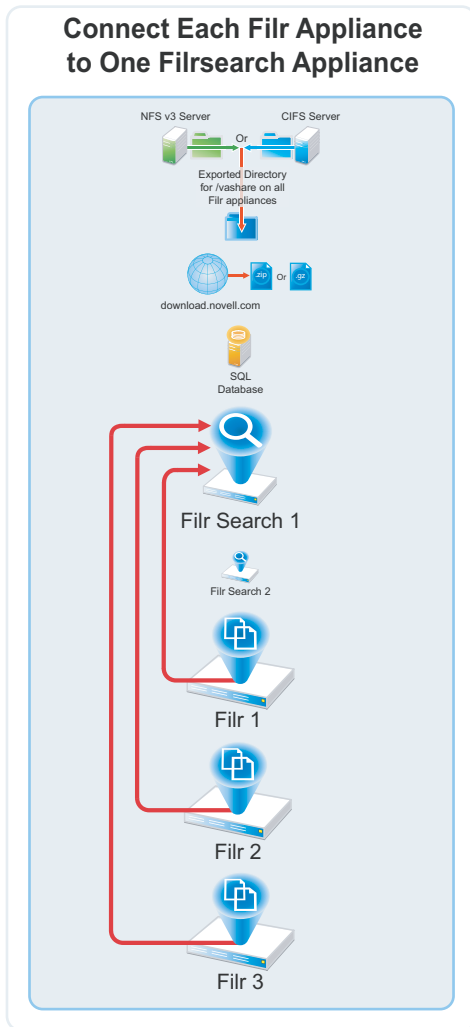 Connect Each Filr Appliance
to One Filrsearch Appliance
NFS v3 Server
CIFS Server
Or
Exported Directory
for /vashare on all
Filr appliances
.zip
Or
.gz
download.novell.com
SQL
Database
Filr Search 1
Filr Search 2
Filr 1
Filr 2
Filr 3